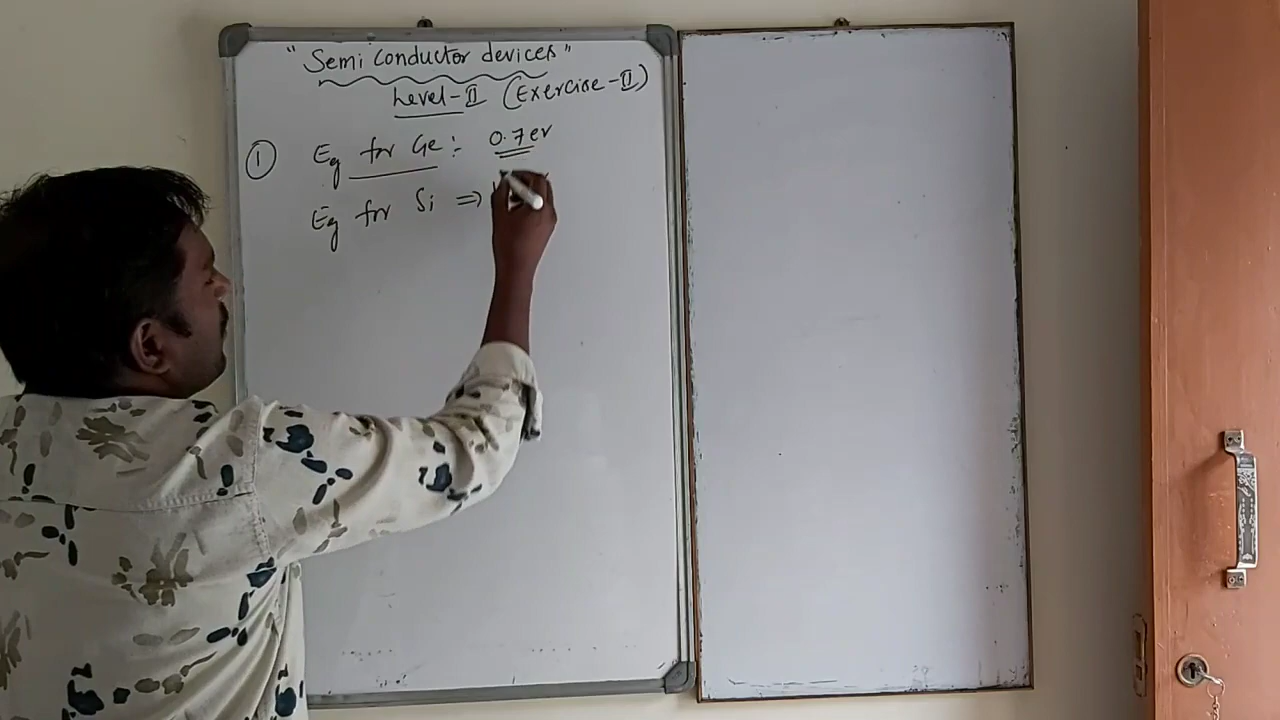 "Semi conductor devices"
Level-II (Exercise-II)
① Eg for Ge :- 0.7ev
Eg for Si ⇒